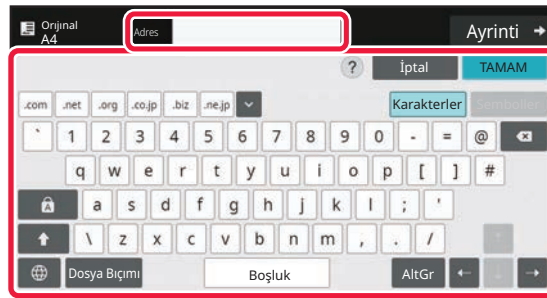 Orijinal
A4
Adres
Ayrinti
? İptal TAMAM
.com .net .org .co.jp .biz .ne.jp Karakterler Semboller
` 1 2 3 4 5 6 7 8 9 0 - = @
q w e r t y u i o p [ ] #
A a s d f g h j k l ; '
\ z x c v b n m , . /
Dosya Bıçımı Boşluk AltGr